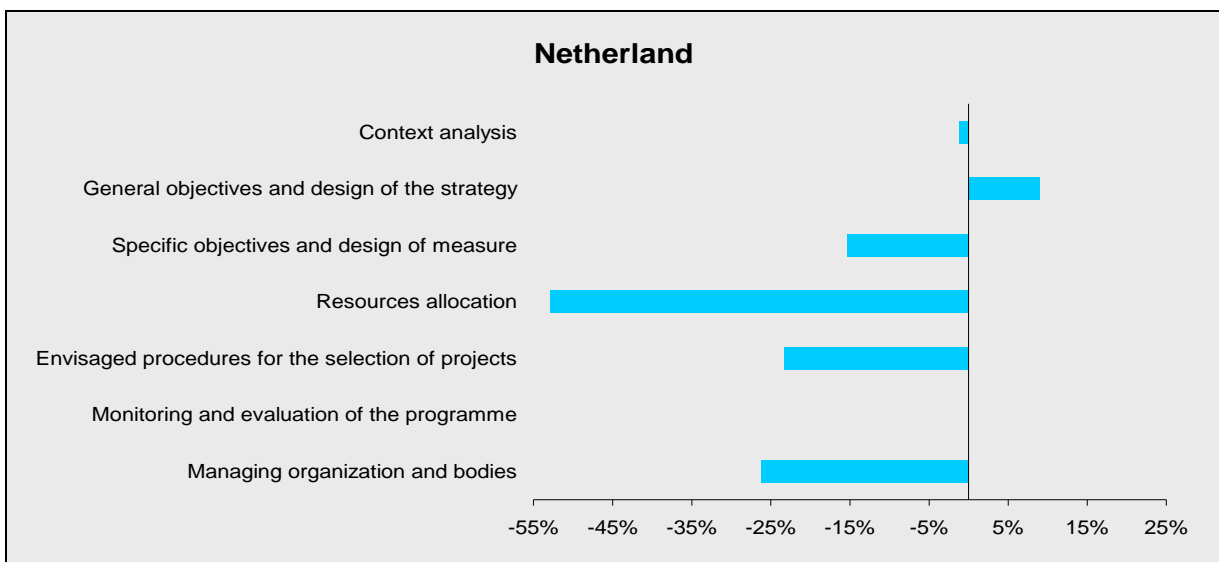 Netherland
Context analysis
General objectives and design of the strategy
Specific objectives and design of measure
Resources allocation
Envisaged procedures for the selection of projects
Monitoring and evaluation of the programme
Managing organization and bodies
-55% -45% -35% -25% -15% -5% 5% 15% 25%